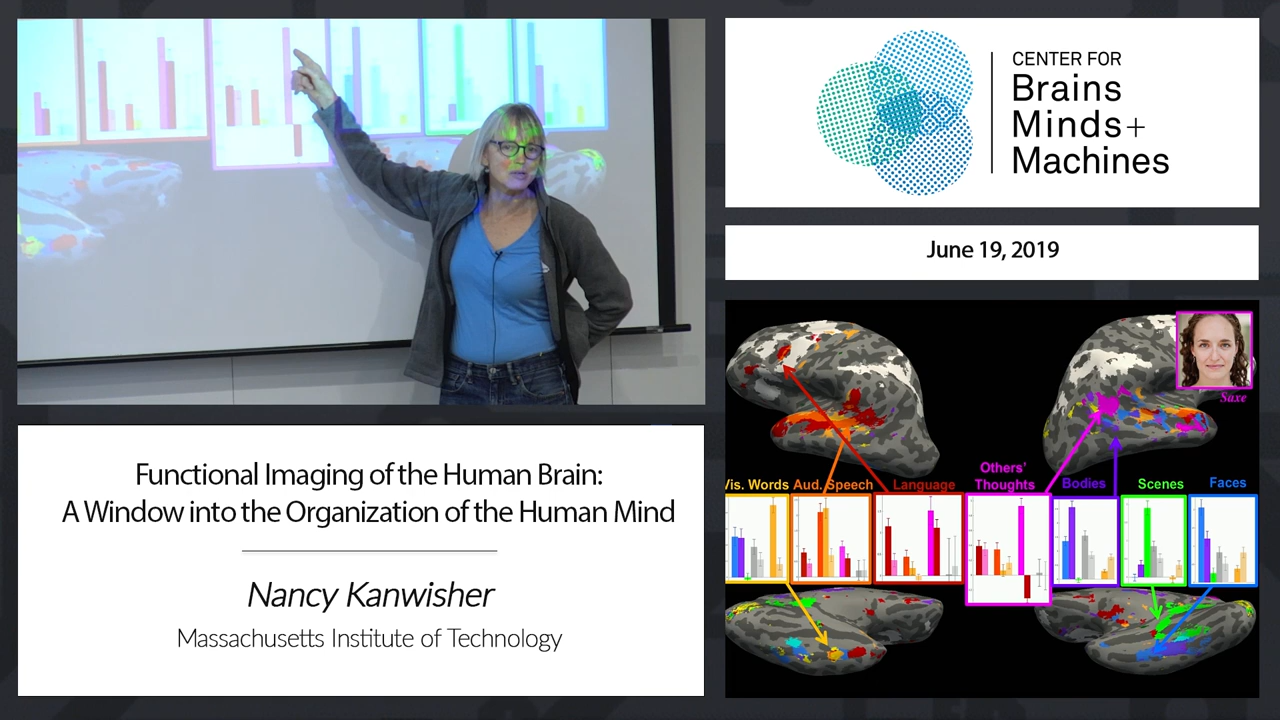 CENTER FOR
Brains
Minds+
Machines
June 19, 2019
Functional Imaging of the Human Brain:
A Window into the Organization of the Human Mind
Nancy Kanwisher
Massachusetts Institute of Technology
Saxe
Vis. Words Aud. Speech Language Others' Thoughts Bodies Scenes Faces